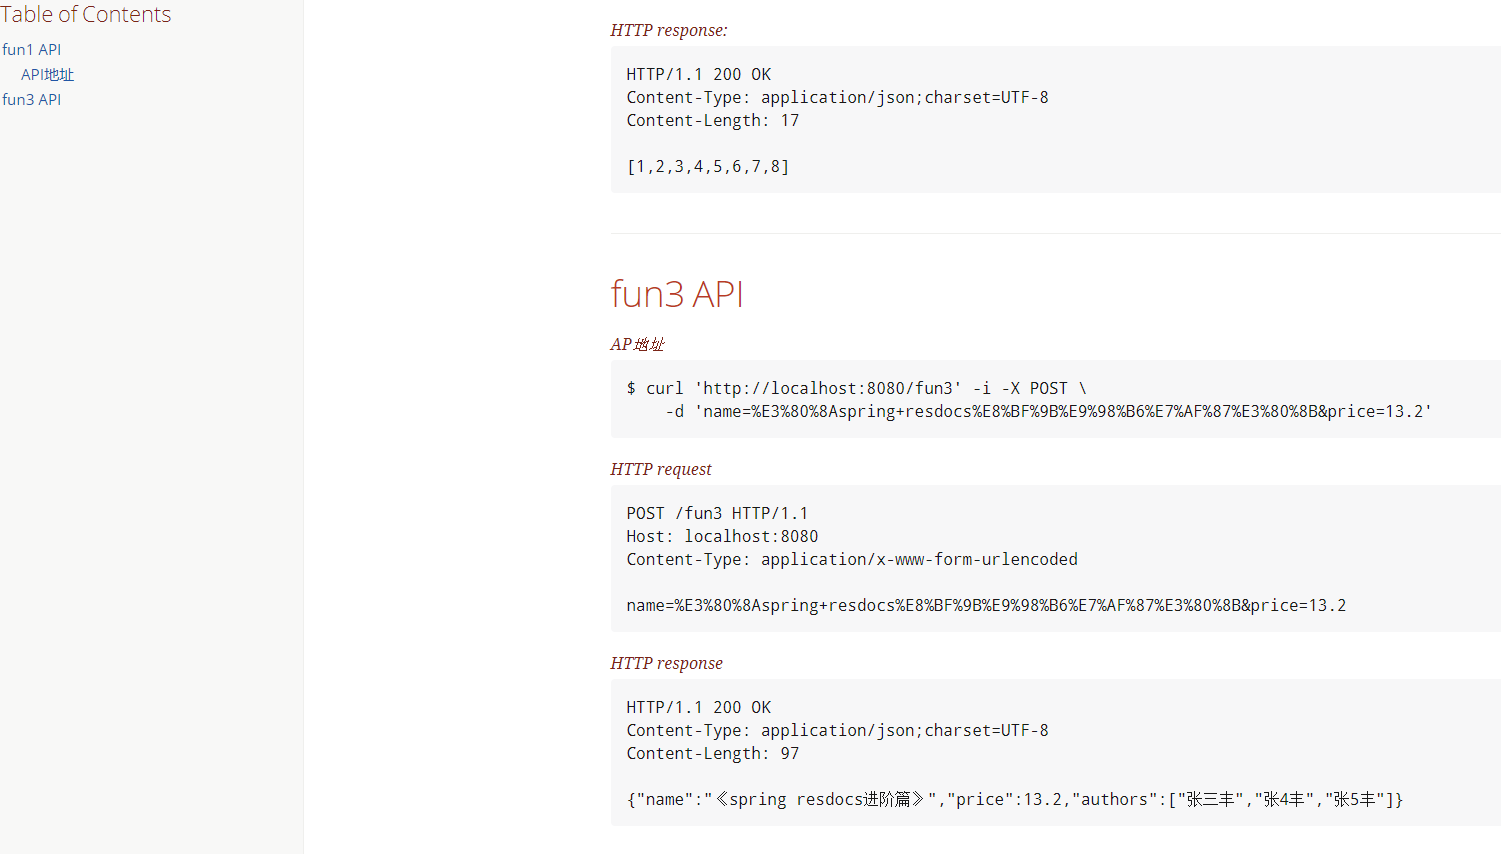 Table of Contents
fun1 API
API地址
fun3 API
HTTP response:
HTTP/1.1 200 OK
Content-Type: application/json;charset=UTF-8
Content-Length: 17
[1,2,3,4,5,6,7,8]
fun3 API
AP地址
$ curl 'http://localhost:8080/fun3' -i -X POST \
-d 'name=%E3%80%8Aspring+resdocs%E8%BF%9B%E9%98%B6%E7%AF%87%E3%80%8B&price=13.2'
HTTP request
POST /fun3 HTTP/1.1
Host: localhost:8080
Content-Type: application/x-www-form-urlencoded
name=%E3%80%8Aspring+resdocs%E8%BF%9B%E9%98%B6%E7%AF%87%E3%80%8B&price=13.2
HTTP response
HTTP/1.1 200 OK
Content-Type: application/json;charset=UTF-8
Content-Length: 97
{"name":"《spring resdocs进阶篇》","price":13.2,"authors":["张三丰","张4丰","张5丰"]}